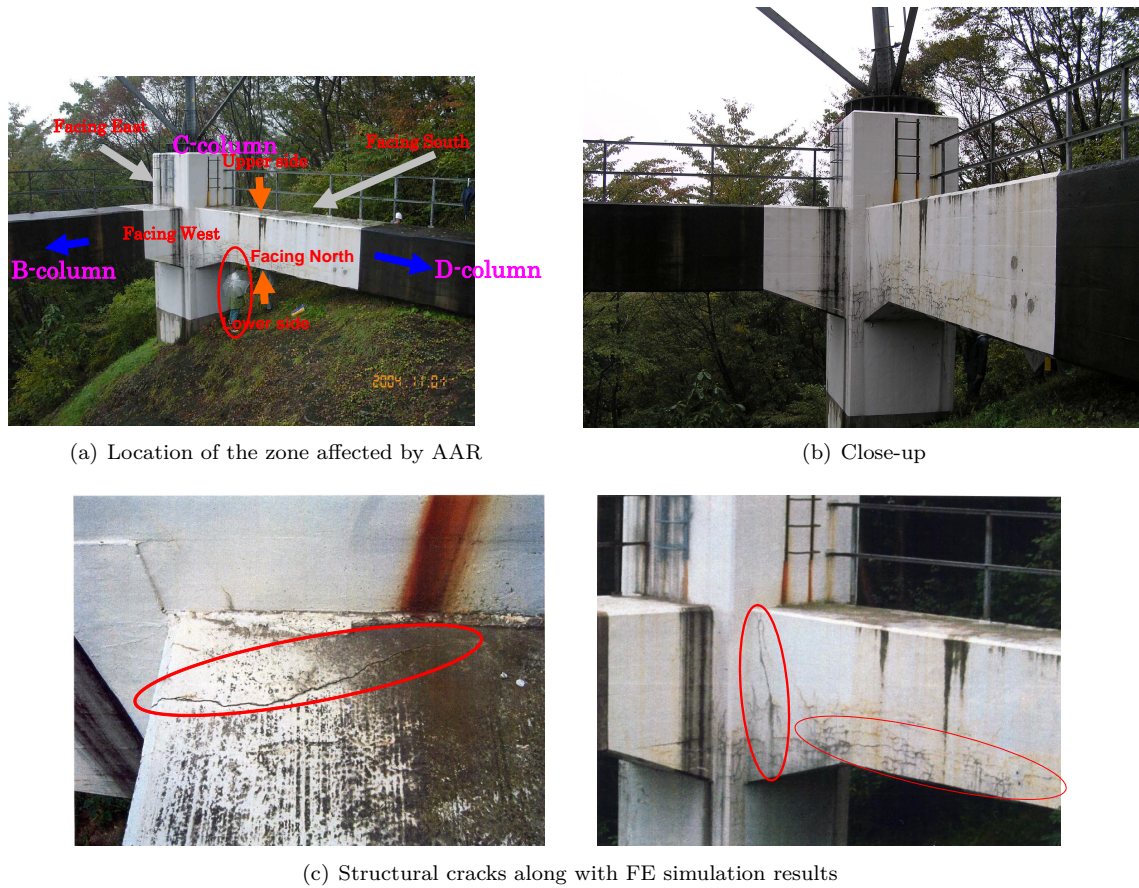 Facing East
C-column
Facing South
Upper side
Facing West
Facing North
B-column
D-column
Lower side
2004.11.01
(a) Location of the zone affected by AAR
(b) Close-up
(c) Structural cracks along with FE simulation results